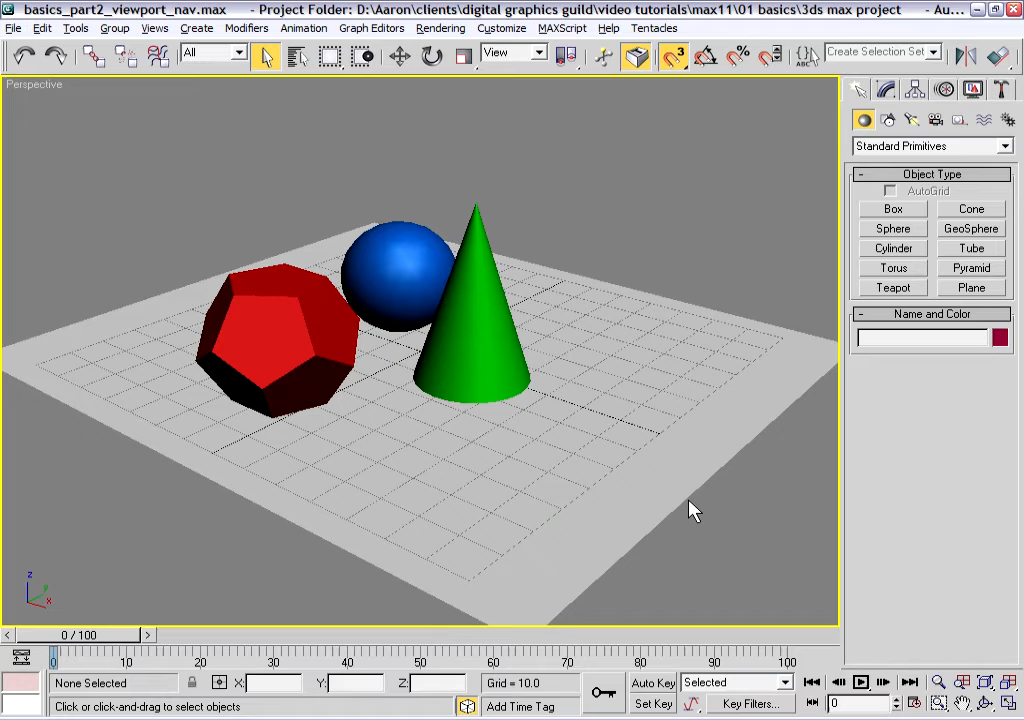 basics_part2_viewport_nav.max - Project Folder: D:\Aaron\clients\digital graphics guild\video tutorials\max11\01 basics\3ds max project - Au...
File Edit Tools Group Views Create Modifiers Animation Graph Editors Rendering Customize MAXScript Help Tentacles
All View 3 % ABC Create Selection Set
Perspective
Standard Primitives
- Object Type
AutoGrid
Box Cone
Sphere GeoSphere
Cylinder Tube
Torus Pyramid
Teapot Plane
- Name and Color
z
y
x
< 0 / 100 >
0 10 20 30 40 50 60 70 80 90 100
None Selected X: Y: Z: Grid = 10.0 Auto Key Selected
Click or click-and-drag to select objects Add Time Tag Set Key Key Filters... 0